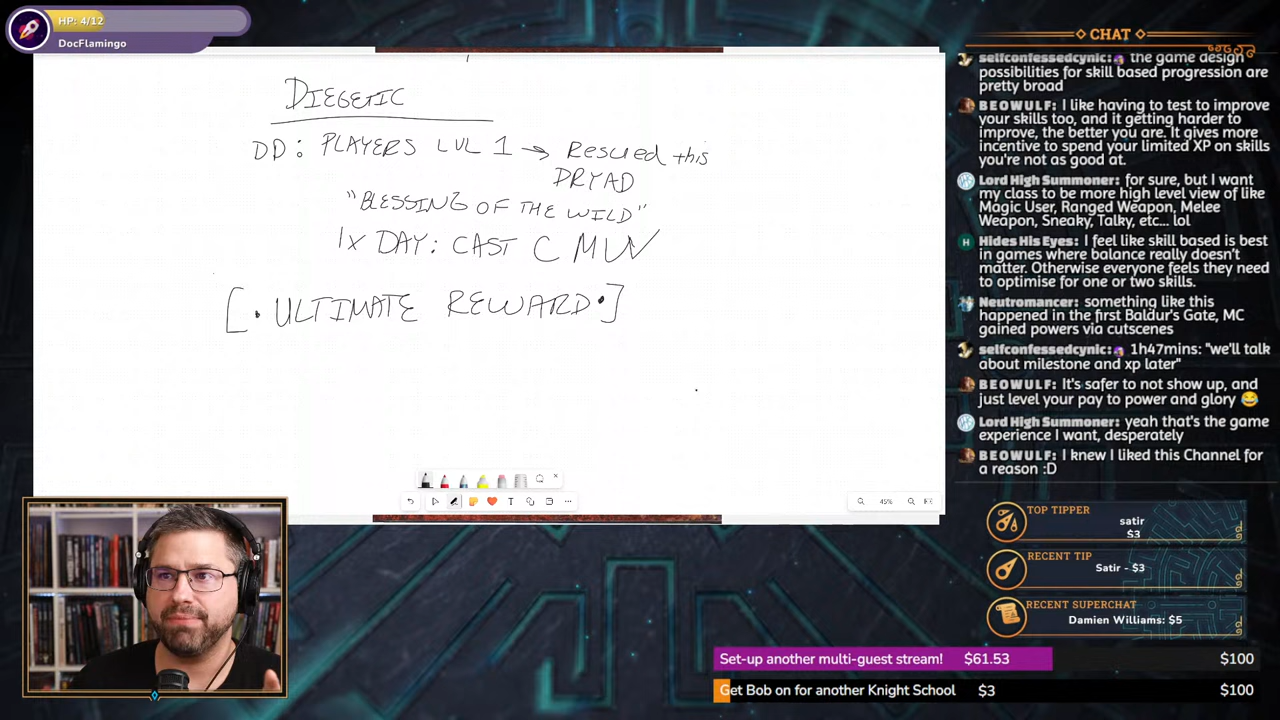 HP: 4/12
DocFlamingo
DIEGETIC
DD: PLAYERS LVL 1 → Rescued this
DRYAD
"BLESSING OF THE WILD"
1x DAY: CAST C M W
[• ULTIMATE REWARD •]
45%
CHAT
selfconfessedcynic: the game design
possibilities for skill based progression are
pretty broad
BEOWULF: I like having to test to improve
your skills too, and it getting harder to
improve, the better you are. It gives more
incentive to spend your limited XP on skills
you're not as good at.
Lord High Summoner: for sure, but I want
my class to be more high level view of like
Magic User, Ranged Weapon, Melee
Weapon, Sneaky, Talky, etc... lol
H Hides His Eyes: I feel like skill based is best
in games where balance really doesn't
matter. Otherwise everyone feels they need
to optimise for one or two skills.
Neutromancer: something like this
happened in the first Baldur's Gate, MC
gained powers via cutscenes
selfconfessedcynic: 1h47mins: "we'll talk
about milestone and xp later"
BEOWULF: It's safer to not show up, and
just level your pay to power and glory 😂
Lord High Summoner: yeah that's the game
experience I want, desperately
BEOWULF: I knew I liked this Channel for
a reason :D
TOP TIPPER
satir
$3
RECENT TIP
Satir - $3
RECENT SUPERCHAT
Damien Williams: $5
Set-up another multi-guest stream! $61.53 $100
Get Bob on for another Knight School $3 $100